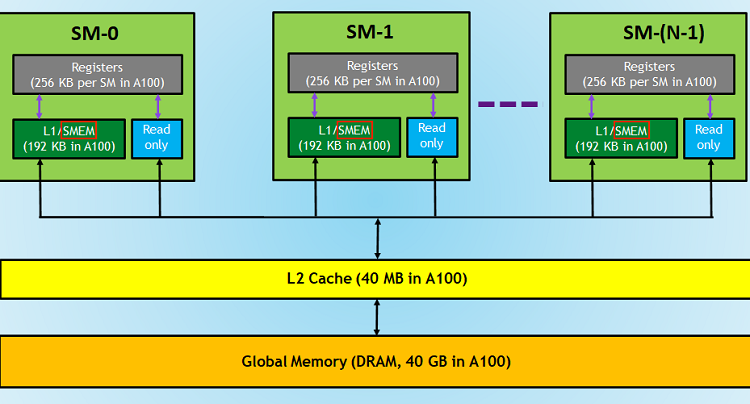 SM-0
SM-1
SM-(N-1)
Registers
(256 KB per SM in A100)
Registers
(256 KB per SM in A100)
Registers
(256 KB per SM in A100)
L1/SMEM
(192 KB in A100)
Read
only
L1/SMEM
(192 KB in A100)
Read
only
L1/SMEM
(192 KB in A100)
Read
only
L2 Cache (40 MB in A100)
Global Memory (DRAM, 40 GB in A100)